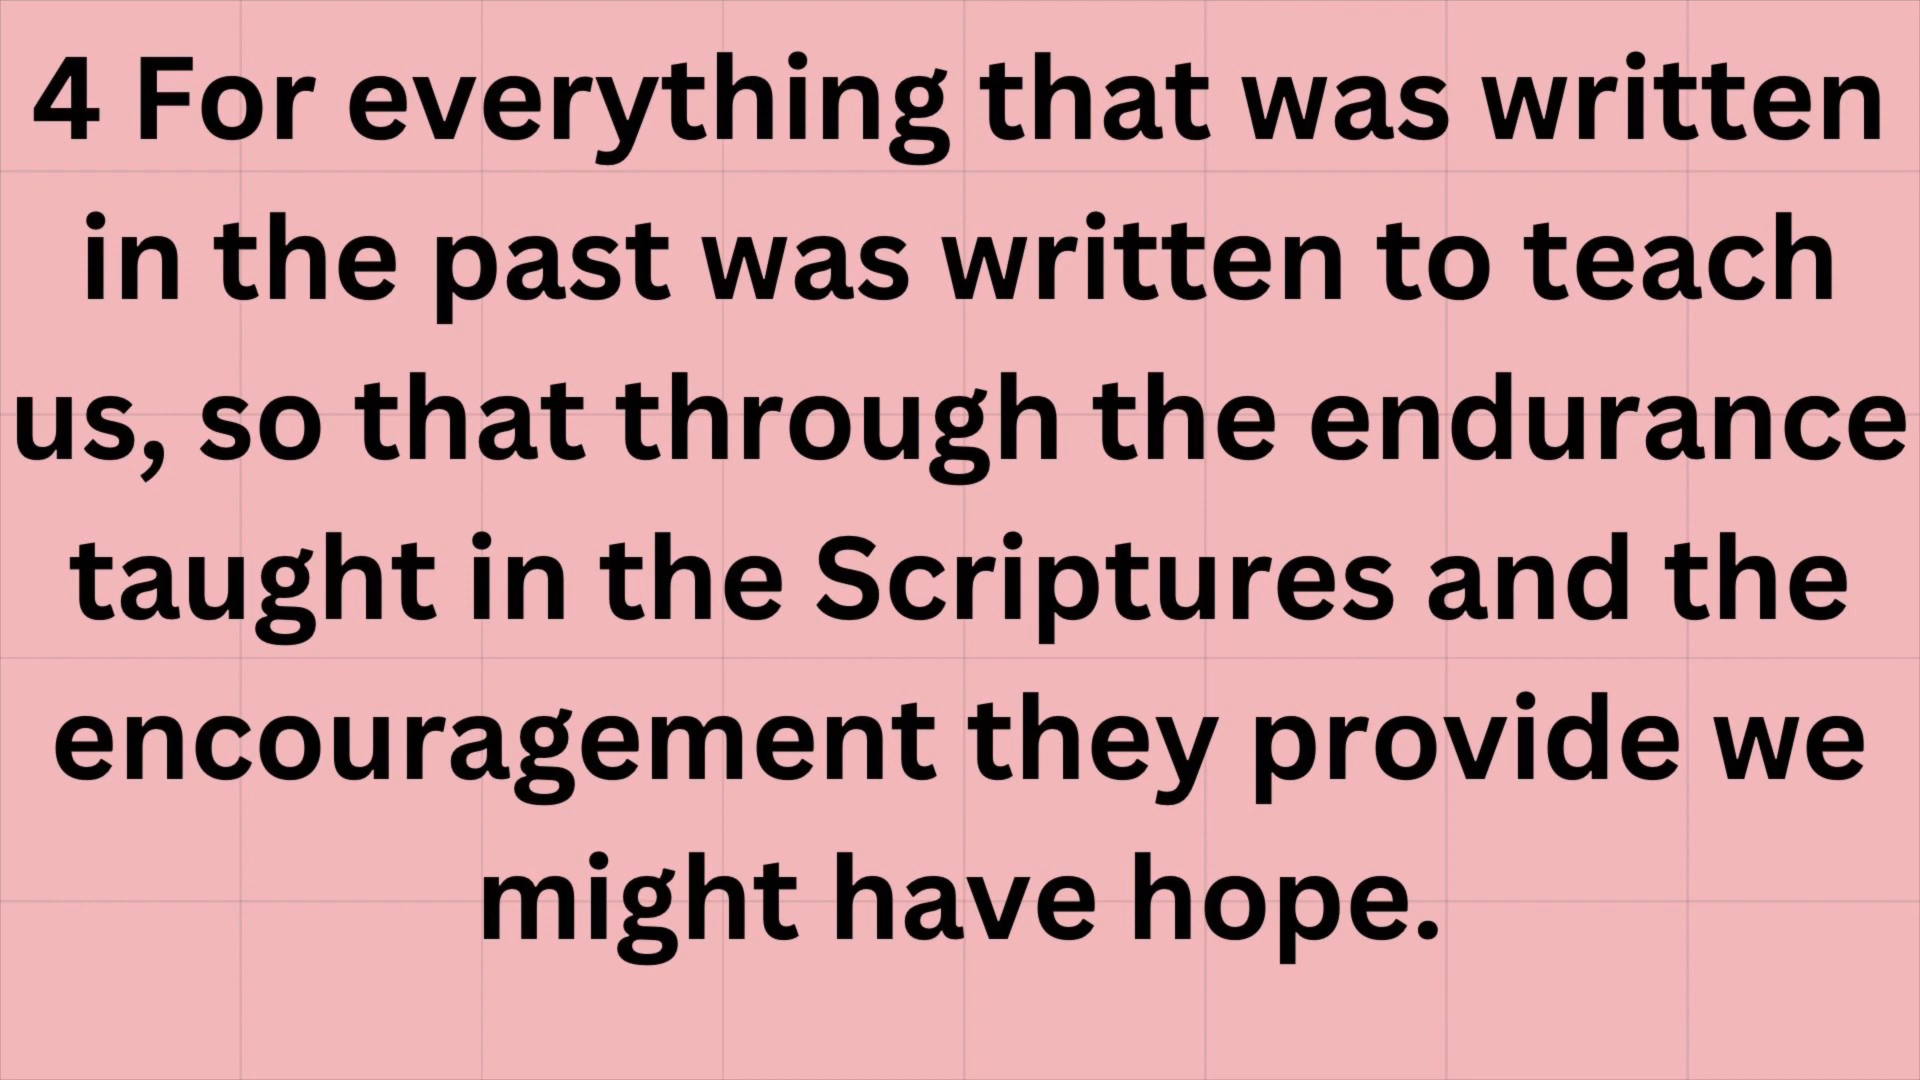 4 For everything that was written
in the past was written to teach
us, so that through the endurance
taught in the Scriptures and the
encouragement they provide we
might have hope.